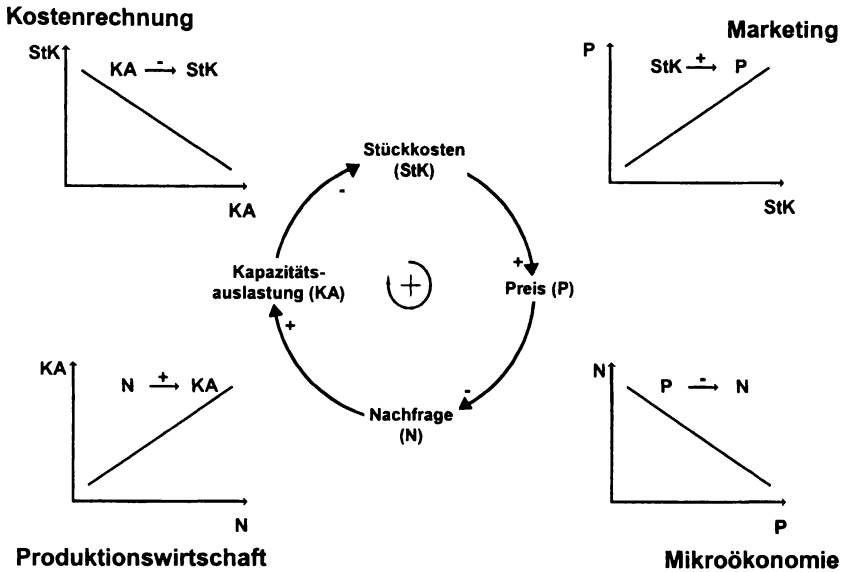 Kostenrechnung
StK
KA - StK
KA
Marketing
P
StK + P
StK
Stückkosten
(StK)
-
+
Kapazitäts-
auslastung (KA)
+
Preis (P)
+
-
Nachfrage
(N)
KA
N + KA
N
Produktionswirtschaft
N
P - N
P
Mikroökonomie